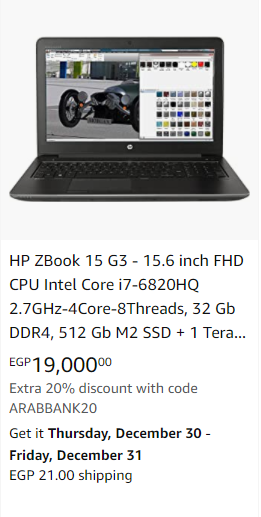 HP ZBook 15 G3 - 15.6 inch FHD
CPU Intel Core i7-6820HQ
2.7GHz-4Core-8Threads, 32 Gb
DDR4, 512 Gb M2 SSD + 1 Tera...
EGP19,00000
Extra 20% discount with code
ARABBANK20
Get it Thursday, December 30 -
Friday, December 31
EGP 21.00 shipping